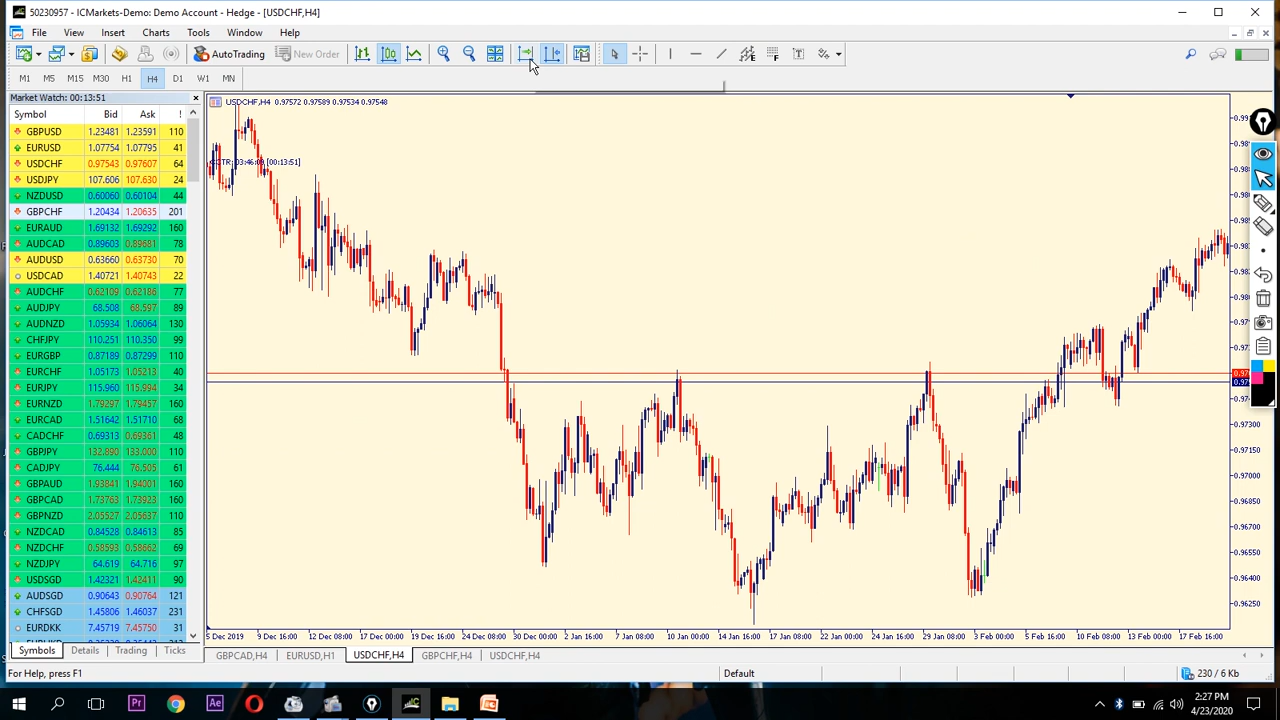 50230957 - ICMarkets-Demo: Demo Account - Hedge - [USDCHF,H4]
File View Insert Charts Tools Window Help
AutoTrading New Order
M1 M5 M15 M30 H1 H4 D1 W1 MN
Market Watch: 00:13:51
Symbol Bid Ask !
GBPUSD 1.23481 1.23591 110
EURUSD 1.07754 1.07795 41
USDCHF 0.97543 0.97607 64
USDJPY 107.606 107.630 24
NZDUSD 0.60060 0.60104 44
GBPCHF 1.20434 1.20635 201
EURAUD 1.69132 1.69292 160
AUDCAD 0.89603 0.89681 78
AUDUSD 0.63660 0.63730 70
USDCAD 1.40721 1.40743 22
AUDCHF 0.62109 0.62186 77
AUDJPY 68.508 68.597 89
AUDNZD 1.05934 1.06064 130
CHFJPY 110.251 110.350 99
EURGBP 0.87189 0.87299 110
EURCHF 1.05173 1.05213 40
EURJPY 115.960 115.994 34
EURNZD 1.79297 1.79457 160
EURCAD 1.51642 1.51710 68
CADCHF 0.69313 0.69361 48
GBPJPY 132.890 133.000 110
CADJPY 76.444 76.505 61
GBPAUD 1.93841 1.94001 160
GBPCAD 1.73763 1.73923 160
GBPNZD 2.05527 2.05637 110
NZDCAD 0.84528 0.84613 85
NZDCHF 0.58593 0.58662 69
NZDJPY 64.619 64.716 97
USDSGD 1.42321 1.42411 90
AUDSGD 0.90643 0.90764 121
CHFSGD 1.45806 1.46037 231
EURDKK 7.45719 7.45750 31
Symbols Details Trading Ticks
USDCHF,H4 0.97572 0.97589 0.97534 0.97548
[00:13:51]
0.97300
0.97150
0.97000
0.96850
0.96700
0.96550
0.96400
0.96250
5 Dec 2019 9 Dec 16:00 12 Dec 08:00 17 Dec 00:00 19 Dec 16:00 24 Dec 08:00 30 Dec 00:00 2 Jan 16:00 7 Jan 08:00 10 Jan 00:00 14 Jan 16:00 17 Jan 08:00 22 Jan 00:00 24 Jan 16:00 29 Jan 08:00 3 Feb 00:00 5 Feb 16:00 10 Feb 08:00 13 Feb 00:00 17 Feb 16:00
GBPCAD,H4 EURUSD,H1 USDCHF,H4 GBPCHF,H4 USDCHF,H4
For Help, press F1 Default 230 / 6 Kb
Pr Ae
2:27 PM
4/23/2020